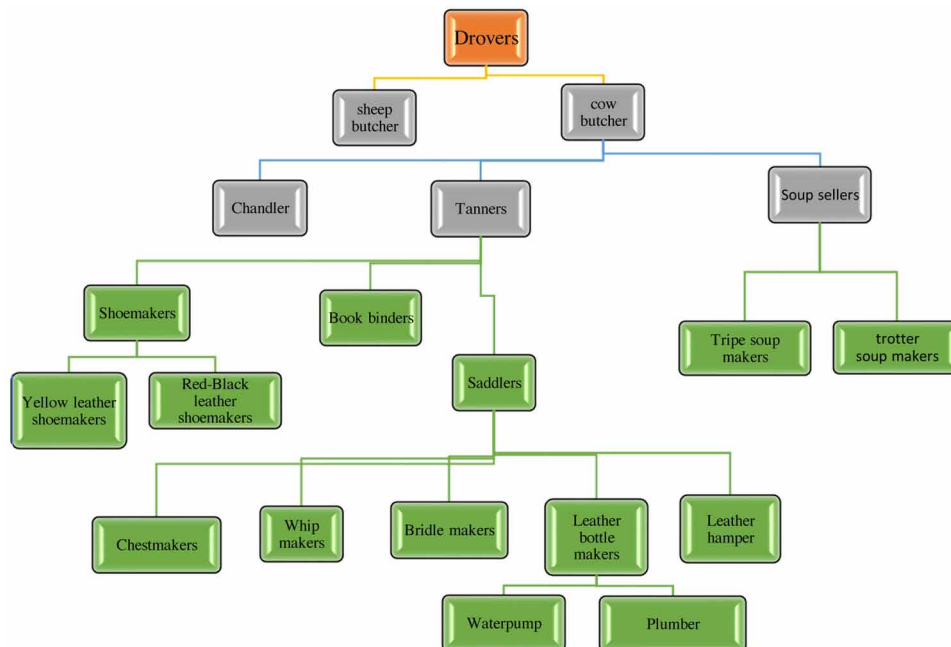 Drovers
sheep
butcher
cow
butcher
Chandler
Tanners
Soup sellers
Shoemakers
Book binders
Tripe soup
makers
trotter
soup makers
Yellow leather
shoemakers
Red-Black
leather
shoemakers
Saddlers
Chestmakers
Whip
makers
Bridle makers
Leather
bottle
makers
Leather
hamper
Waterpump
Plumber